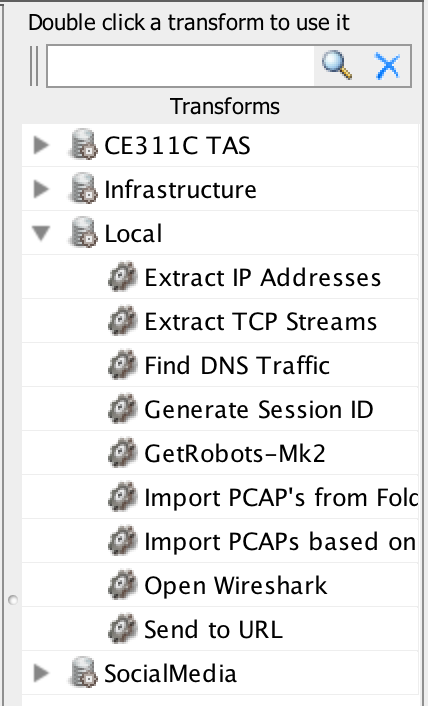 Double click a transform to use it
Transforms
CE311C TAS
Infrastructure
Local
Extract IP Addresses
Extract TCP Streams
Find DNS Traffic
Generate Session ID
GetRobots-Mk2
Import PCAP's from Fold
Import PCAPs based on
Open Wireshark
Send to URL
SocialMedia